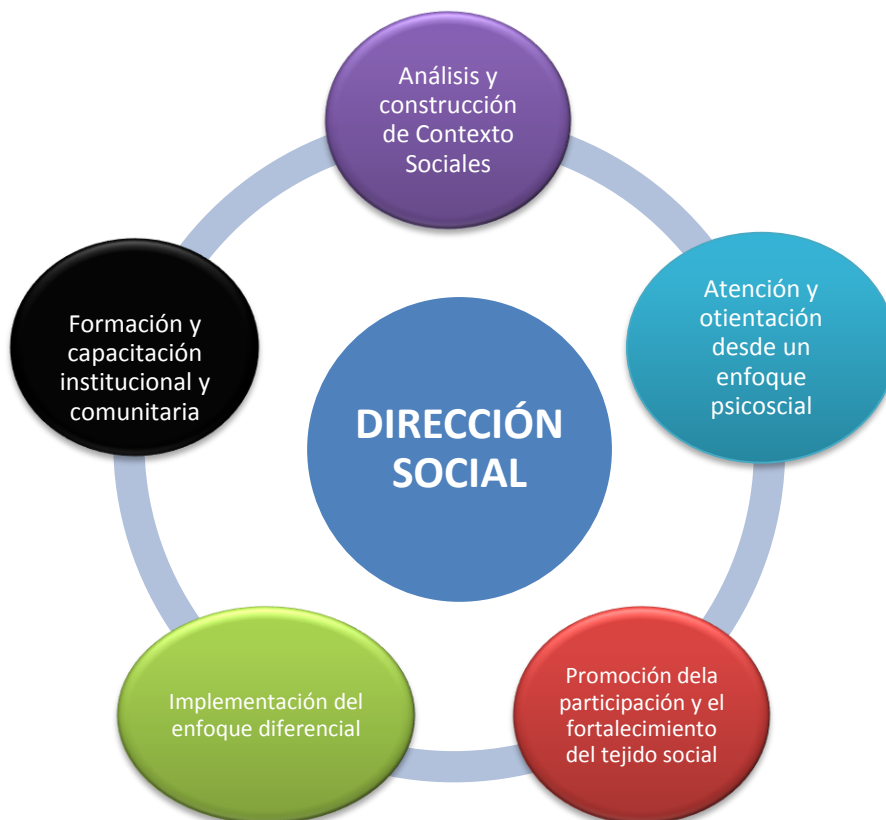 Análisis y
construcción
de Contexto
Sociales
Atención y
otientación
desde un
enfoque
psicoscial
Formación y
capacitación
institucional y
comunitaria
DIRECCIÓN
SOCIAL
Implementación del
enfoque diferencial
Promoción dela
participación y el
fortalecimiento
del tejido social